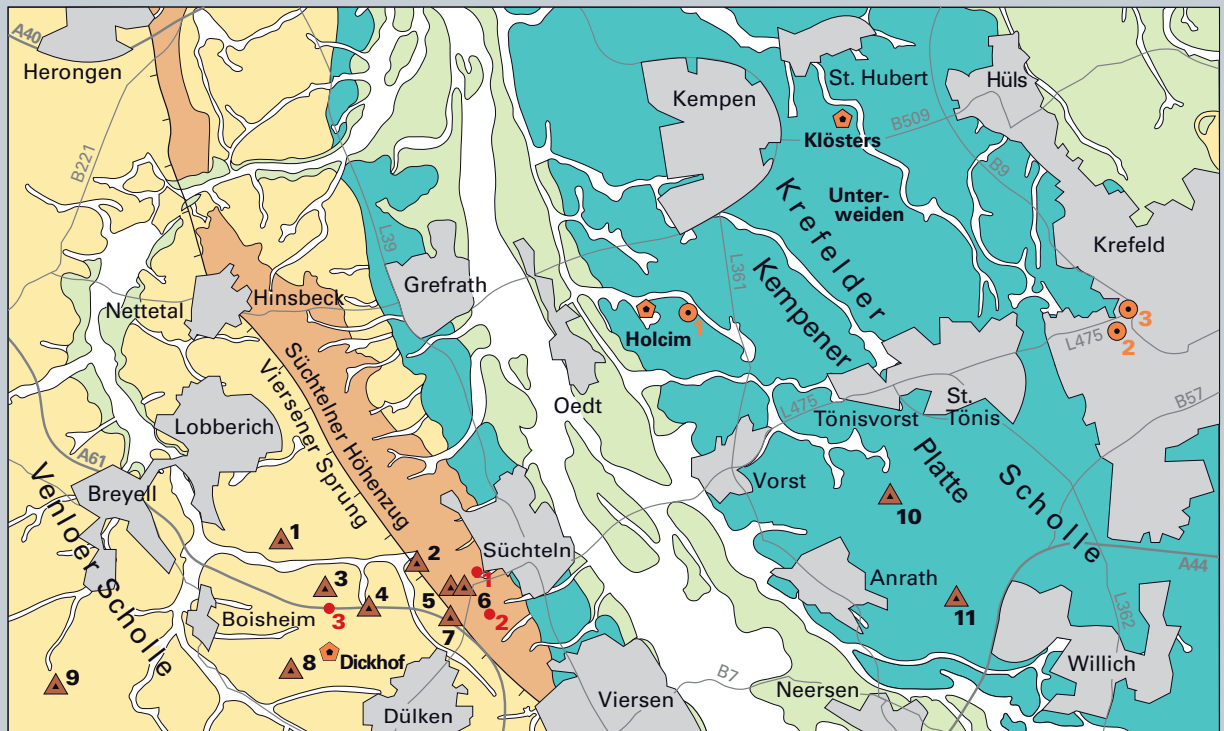 A40
Herongen
B221
Kempen
St. Hubert
Hüls
Klösters
B509
B9
Unter-
weiden
Krefelder
Krefeld
L39
L361
Kempener
Grefrath
Hinsbeck
Nettetal
Holcim
1
3
2
L475
Süchtelner Höhenzug
Viersener Sprung
Oedt
L475
Tönisvorst
St.
Tönis
B57
Lobberich
A61
Breyell
Venloer Scholle
Vorst
Platte
Scholle
10
1
2
Süchteln
3
4
5
6
1
2
3
7
Boisheim
Anrath
11
A44
L362
8
Dickhof
9
Dülken
Viersen
B7
Neersen
Willich